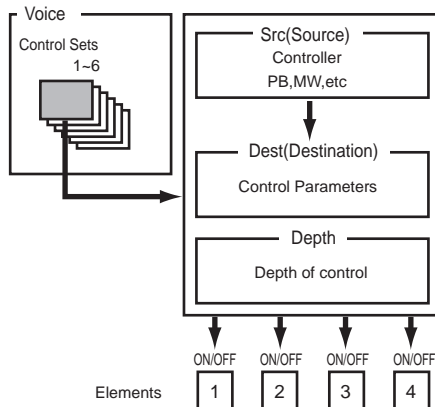 Voice
Control Sets
1~6
Src(Source)
Controller
PB,MW,etc
Dest(Destination)
Control Parameters
Depth
Depth of control
ON/OFF ON/OFF ON/OFF ON/OFF
Elements 1 2 3 4